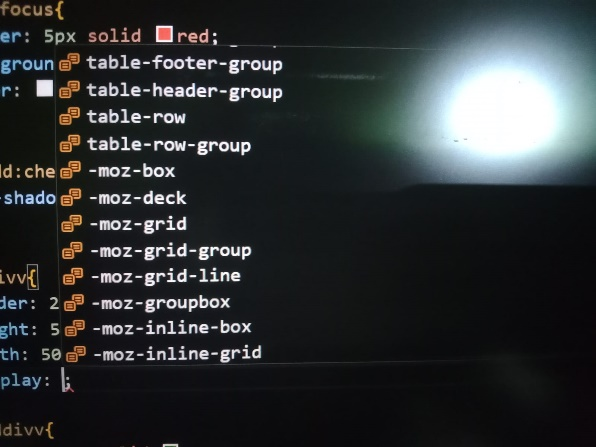 focus{
er: 5px solid red;
groun
table-footer-group
r:
table-header-group
table-row
table-row-group
d:che
-moz-box
-shado
-moz-deck
-moz-grid
-moz-grid-group
ivv{
-moz-grid-line
der: 2
-moz-groupbox
ght: 5
-moz-inline-box
th: 50
-moz-inline-grid
play: ;
divv{